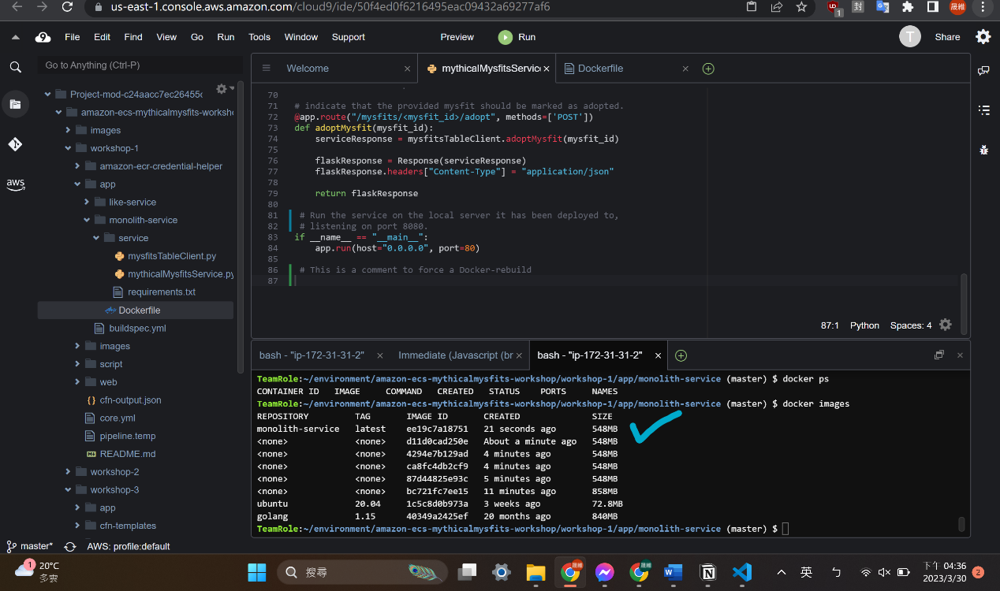 us-east-1.console.aws.amazon.com/cloud9/ide/50f4ed0f6216495eac09432a69277af6
UD
1
封
晟維
9
File Edit Find View Go Run Tools Window Support Preview Run T Share
Go to Anything (Ctrl-P)
Welcome
mythicalMysfitsServic
Dockerfile
aws
Project-mod-c24aacc7ec26455
amazon-ecs-mythicalmysfits-worksh
images
workshop-1
amazon-ecr-credential-helper
app
like-service
monolith-service
service
mysfitsTableClient.py
mythicalMysfitsService.py
requirements.txt
Dockerfile
buildspec.yml
images
script
web
cfn-output.json
core.yml
pipeline.temp
README.md
workshop-2
workshop-3
app
cfn-templates
70
71 # indicate that the provided mysfit should be marked as adopted.
72 @app.route("/mysfits/<mysfit_id>/adopt", methods=['POST'])
73 def adoptMysfit(mysfit_id):
74 serviceResponse = mysfitsTableClient.adoptMysfit(mysfit_id)
75
76 flaskResponse = Response(serviceResponse)
77 flaskResponse.headers["Content-Type"] = "application/json"
78
79 return flaskResponse
80
81 # Run the service on the local server it has been deployed to,
82 # listening on port 8080.
83 if __name__ == "__main__":
84 app.run(host="0.0.0.0", port=80)
85
86 # This is a comment to force a Docker-rebuild
87
87:1 Python Spaces: 4
bash - "ip-172-31-31-2"
Immediate (Javascript (br
bash - "ip-172-31-31-2"
TeamRole:~/environment/amazon-ecs-mythicalmysfits-workshop/workshop-1/app/monolith-service (master) $ docker ps
CONTAINER ID IMAGE COMMAND CREATED STATUS PORTS NAMES
TeamRole:~/environment/amazon-ecs-mythicalmysfits-workshop/workshop-1/app/monolith-service (master) $ docker images
REPOSITORY TAG IMAGE ID CREATED SIZE
monolith-service latest ee19c7a18751 21 seconds ago 548MB
<none> <none> d11d0cad250e About a minute ago 548MB
<none> <none> 4294e7b129ad 4 minutes ago 548MB
<none> <none> ca8fc4db2cf9 4 minutes ago 548MB
<none> <none> 87d44825e93c 5 minutes ago 548MB
<none> <none> bc721fc7ee15 11 minutes ago 858MB
ubuntu 20.04 1c5c8d0b973a 3 weeks ago 72.8MB
golang 1.15 40349a2425ef 20 months ago 840MB
TeamRole:~/environment/amazon-ecs-mythicalmysfits-workshop/workshop-1/app/monolith-service (master) $
master* AWS: profile:default
1
20°C
多雲
搜尋
英
ㄅ
下午 04:36
2023/3/30
2